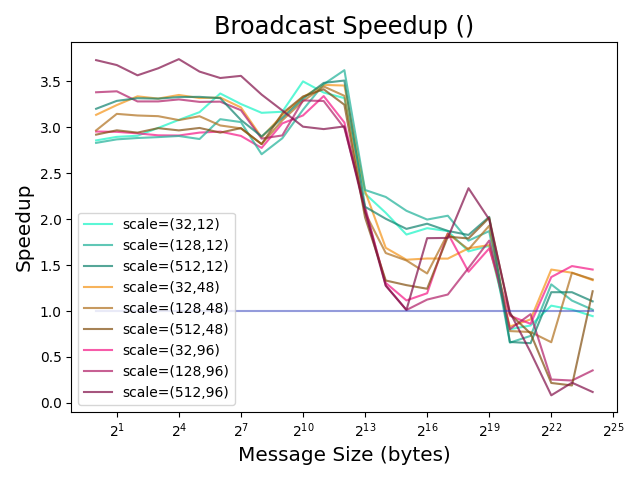 Broadcast Speedup ()
Speedup
3.5
3.0
2.5
2.0
1.5
1.0
0.5
0.0
scale=(32,12)
scale=(128,12)
scale=(512,12)
scale=(32,48)
scale=(128,48)
scale=(512,48)
scale=(32,96)
scale=(128,96)
scale=(512,96)
2^1 2^4 2^7 2^10 2^13 2^16 2^19 2^22 2^25
Message Size (bytes)